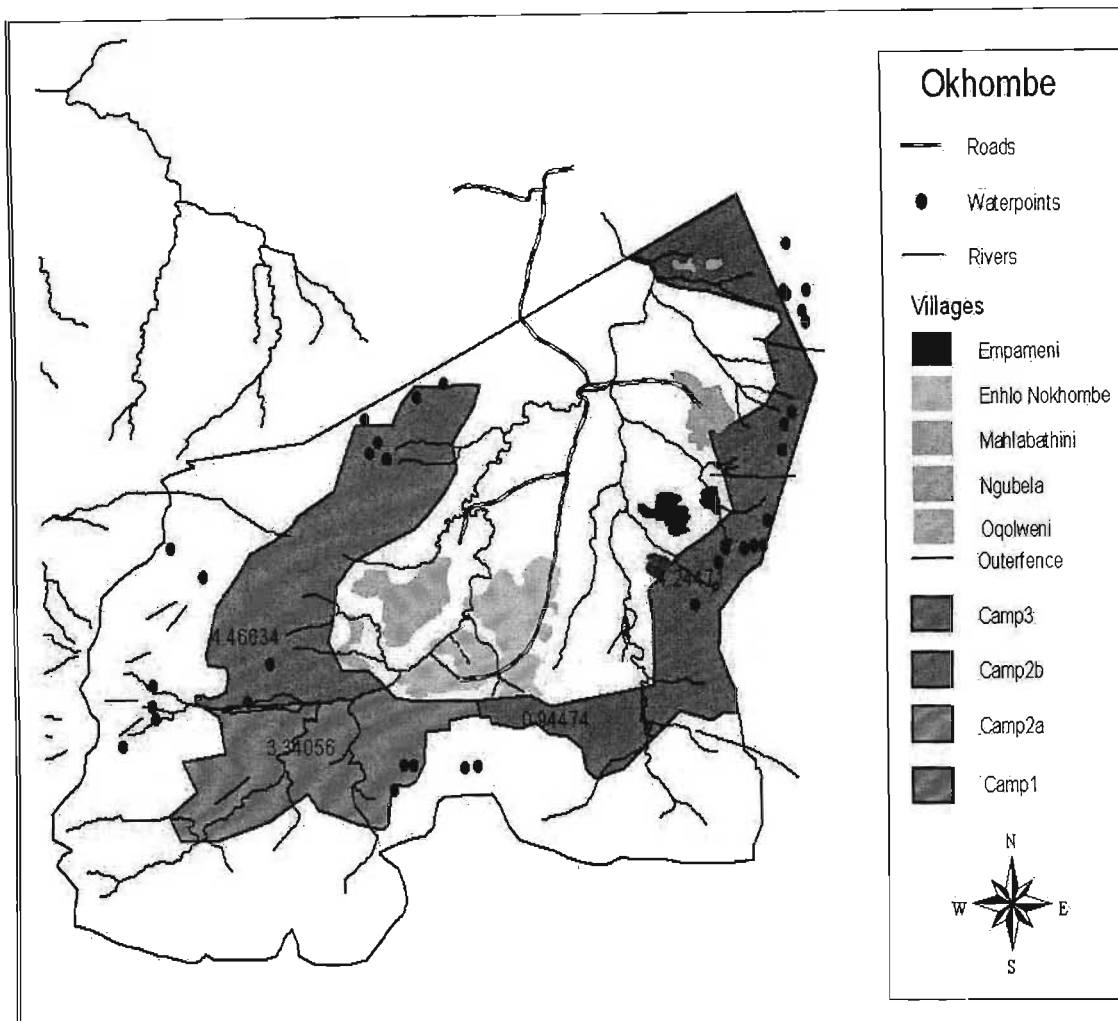 Okhombe
Roads
Waterpoints
Rivers
Villages
Empameni
Enhlo Nokhombe
Mahlabathini
Ngubela
Oqolweni
Outerfence
Camp3
Camp2b
Camp2a
Camp1
N
W E
S
4.46634
3.34056
0.94474